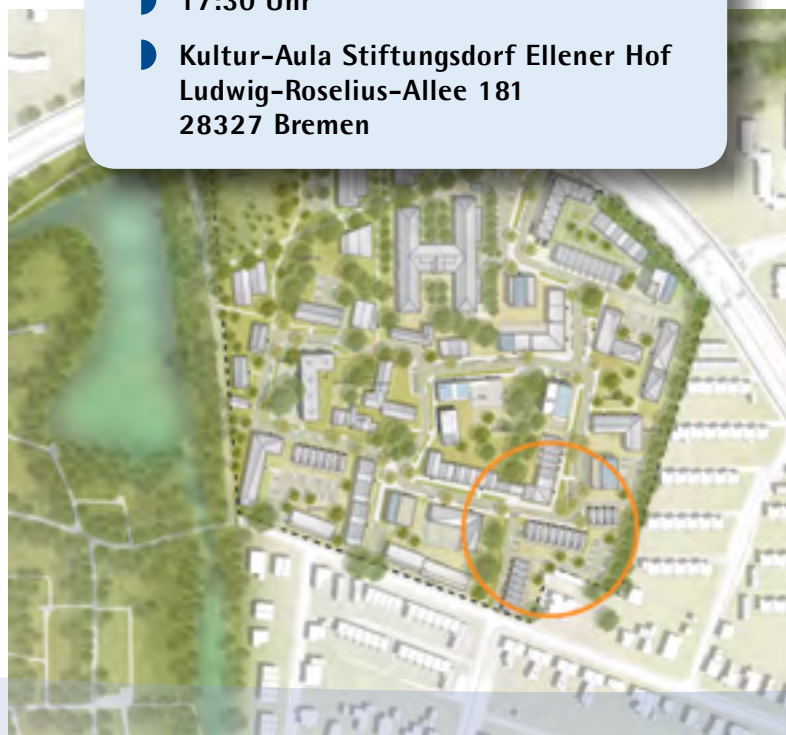 17:30 Uhr
Kultur-Aula Stiftungsdorf Ellener Hof
Ludwig-Roselius-Allee 181
28327 Bremen